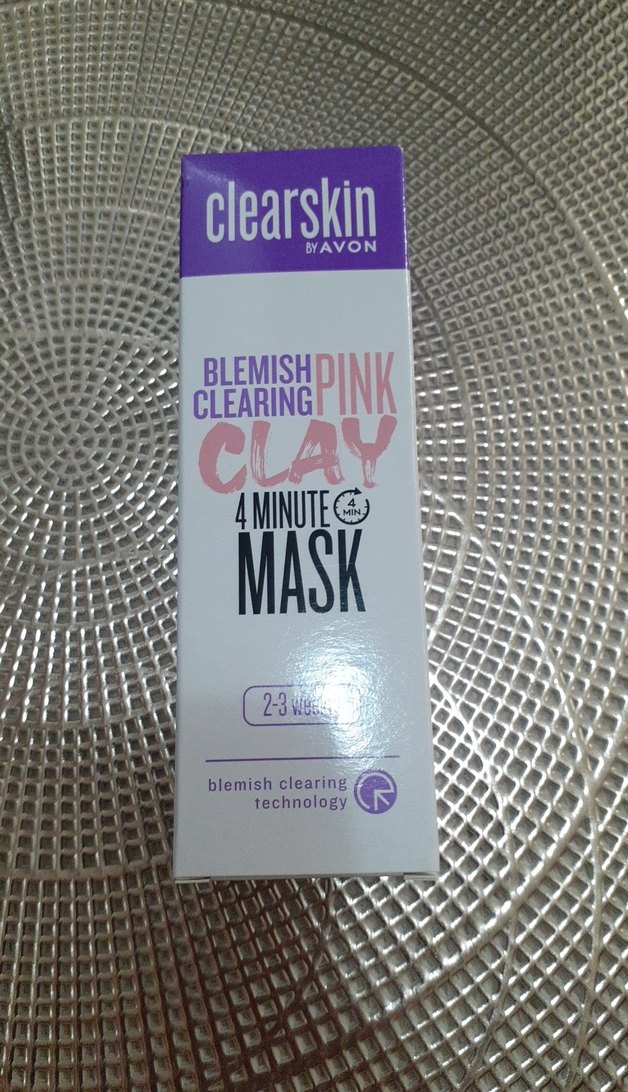 clearskin
BY AVON
BLEMISH
CLEARING PINK
CLAY
4 MINUTE 4 MIN
MASK
2-3
blemish clearing
technology